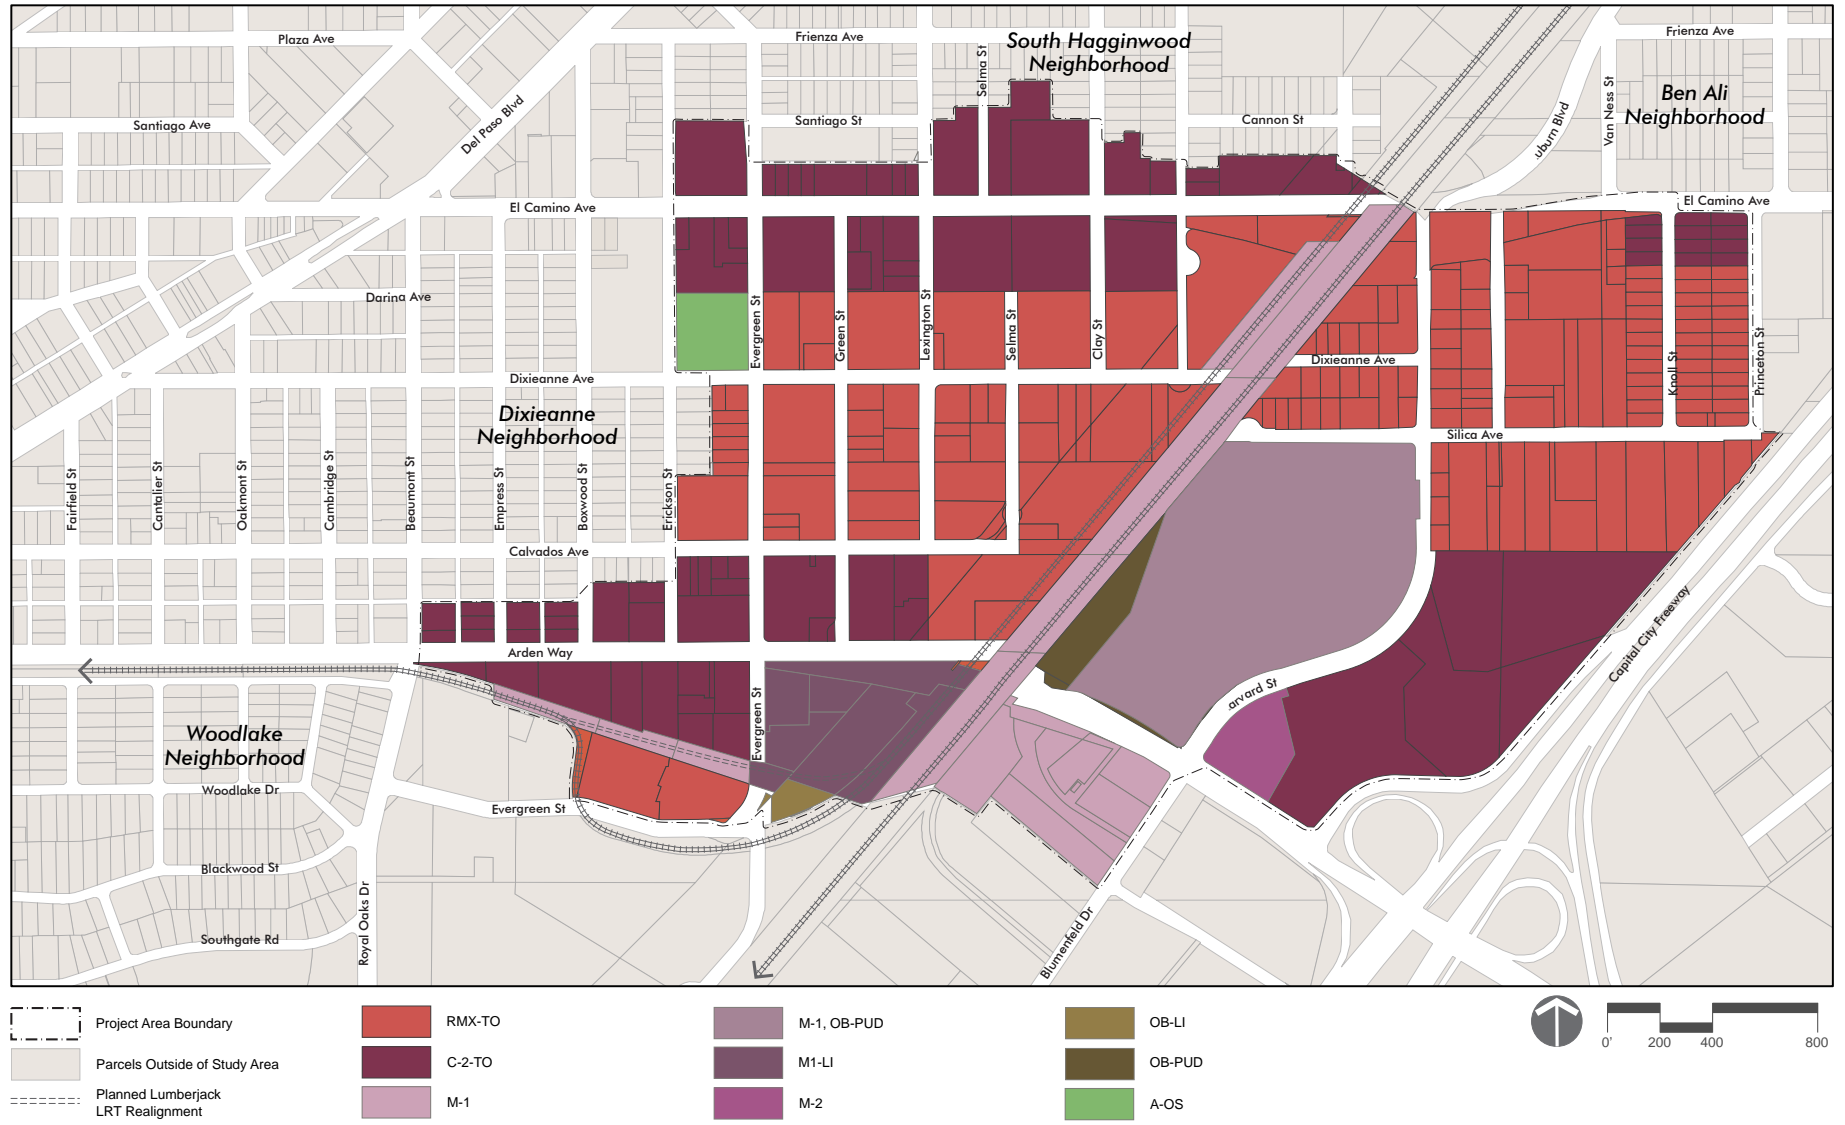 Plaza Ave
Frienza Ave
Selma St
South Hagginwood
Neighborhood
Frienza Ave
Van Ness St
Ben Ali
Neighborhood
Santiago Ave
Del Paso Blvd
Santiago St
Cannon St
uburn Blvd
El Camino Ave
El Camino Ave
Darina Ave
Evergreen St
Green St
Lexington St
Selma St
Clay St
Dixieanne Ave
Knoll St
Princeton St
Dixieanne Ave
Dixieanne
Neighborhood
Silica Ave
Fairfield St
Cantalier St
Oakmont St
Cambridge St
Beaumont St
Empress St
Boxwood St
Erickson St
Calvados Ave
Arden Way
Capital City Freeway
Evergreen St
arvard St
Woodlake
Neighborhood
Woodlake Dr
Evergreen St
Blackwood St
Royal Oaks Dr
Southgate Rd
Blumenfeld Dr
Project Area Boundary
Parcels Outside of Study Area
Planned Lumberjack
LRT Realignment
RMX-TO
C-2-TO
M-1
M-1, OB-PUD
M1-LI
M-2
OB-LI
OB-PUD
A-OS
0' 200 400 800